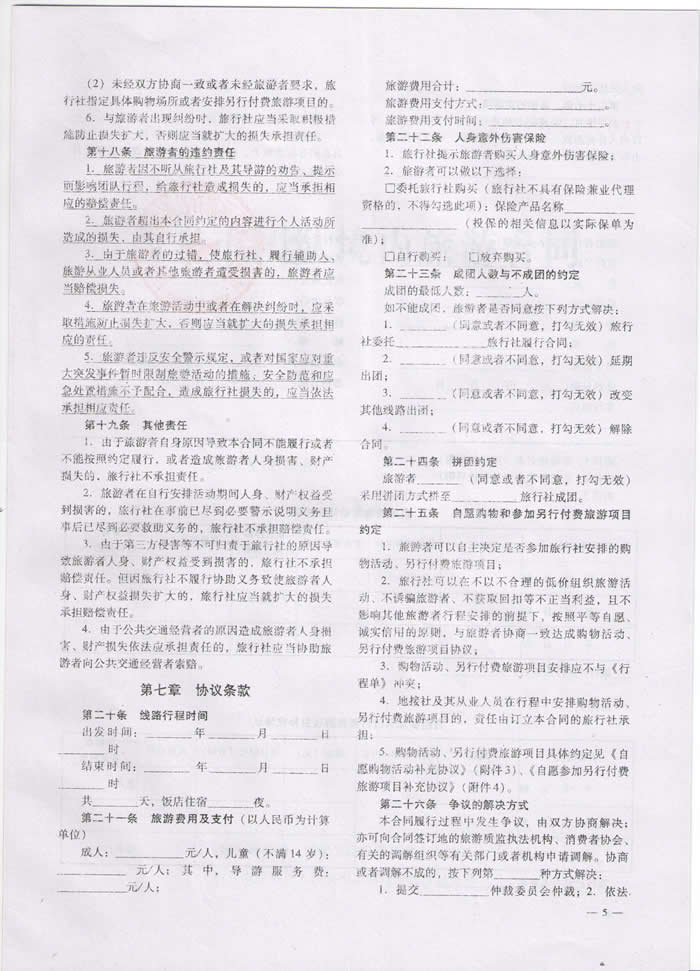 （2）未经双方协商一致或者未经旅游者要求，旅
行社指定具体购物场所或者安排另行付费旅游项目的。
6．与旅游者出现纠纷时，旅行社应当采取积极措
施防止损失扩大，否则应当就扩大的损失承担责任。
第十八条　旅游者的违约责任
1．旅游者因不听从旅行社及其导游的劝告、提示
而影响团队行程，给旅行社造成损失的，应当承担相
应的赔偿责任。
2．旅游者超出本合同约定的内容进行个人活动所
造成的损失，由其自行承担。
3．由于旅游者的过错，使旅行社、履行辅助人、
旅游从业人员或者其他旅游者遭受损害的，旅游者应
当赔偿损失。
4．旅游者在旅游活动中或者在解决纠纷时，应采
取措施防止损失扩大，否则应当就扩大的损失承担相
应的责任。
5．旅游者违反安全警示规定，或者对国家应对重
大突发事件暂时限制旅游活动的措施、安全防范和应
急处置措施不予配合，造成旅行社损失的，应当依法
承担相应责任。
第十九条　其他责任
1．由于旅游者自身原因导致本合同不能履行或者
不能按照约定履行，或者造成旅游者人身损害、财产
损失的，旅行社不承担责任。
2．旅游者在自行安排活动期间人身、财产权益受
到损害的，旅行社在事前已尽到必要警示说明义务且
事后已尽到必要救助义务的，旅行社不承担赔偿责任。
3．由于第三方侵害等不可归责于旅行社的原因导
致旅游者人身、财产权益受到损害的，旅行社不承担
赔偿责任。但因旅行社不履行协助义务致使旅游者人
身、财产权益损失扩大的，旅行社应当就扩大的损失
承担赔偿责任。
4．由于公共交通经营者的原因造成旅游者人身损
害、财产损失依法应承担责任的，旅行社应当协助旅
游者向公共交通经营者索赔。
第七章　协议条款
第二十条　线路行程时间
出发时间：______年______月______日
______时
结束时间：______年______月______日
______时
共______天，饭店住宿______夜。
第二十一条　旅游费用及支付（以人民币为计算
单位）
成人：________元/人，儿童（不满14岁）：
________元/人；其中，导游服务费：
________元/人；
旅游费用合计：____________元。
旅游费用支付方式：____________。
旅游费用支付时间：____________。
第二十二条　人身意外伤害保险
1．旅行社提示旅游者购买人身意外伤害保险；
2．旅游者可以做以下选择：
□委托旅行社购买（旅行社不具有保险兼业代理
资格的，不得勾选此项）：保险产品名称________
____________（投保的相关信息以实际保单为
准）；
□自行购买；　□放弃购买。
第二十三条　成团人数与不成团的约定
成团的最低人数：______人。
如不能成团，旅游者是否同意按下列方式解决：
1．______（同意或者不同意，打勾无效）旅行
社委托____________旅行社履行合同；
2．______（同意或者不同意，打勾无效）延期
出团；
3．______（同意或者不同意，打勾无效）改变
其他线路出团；
4．______（同意或者不同意，打勾无效）解除
合同。
第二十四条　拼团约定
旅游者______（同意或者不同意，打勾无效）
采用拼团方式拼至__________旅行社成团。
第二十五条　自愿购物和参加另行付费旅游项目
约定
1．旅游者可以自主决定是否参加旅行社安排的购
物活动、另行付费旅游项目；
2．旅行社可以在不以不合理的低价组织旅游活
动、不诱骗旅游者、不获取回扣等不正当利益，且不
影响其他旅游者行程安排的前提下，按照平等自愿、
诚实信用的原则，与旅游者协商一致达成购物活动、
另行付费旅游项目协议；
3．购物活动、另行付费旅游项目安排应不与《行
程单》冲突；
4．地接社及其从业人员在行程中安排购物活动、
另行付费旅游项目的，责任由订立本合同的旅行社承
担；
5．购物活动、另行付费旅游项目具体约定见《自
愿购物活动补充协议》（附件3）、《自愿参加另行付费
旅游项目补充协议》（附件4）。
第二十六条　争议的解决方式
本合同履行过程中发生争议，由双方协商解决；
亦可向合同签订地的旅游质监执法机构、消费者协会、
有关的调解组织等有关部门或者机构申请调解。协商
或者调解不成的，按下列第______种方式解决：
1．提交________仲裁委员会仲裁；2．依法
— 5 —